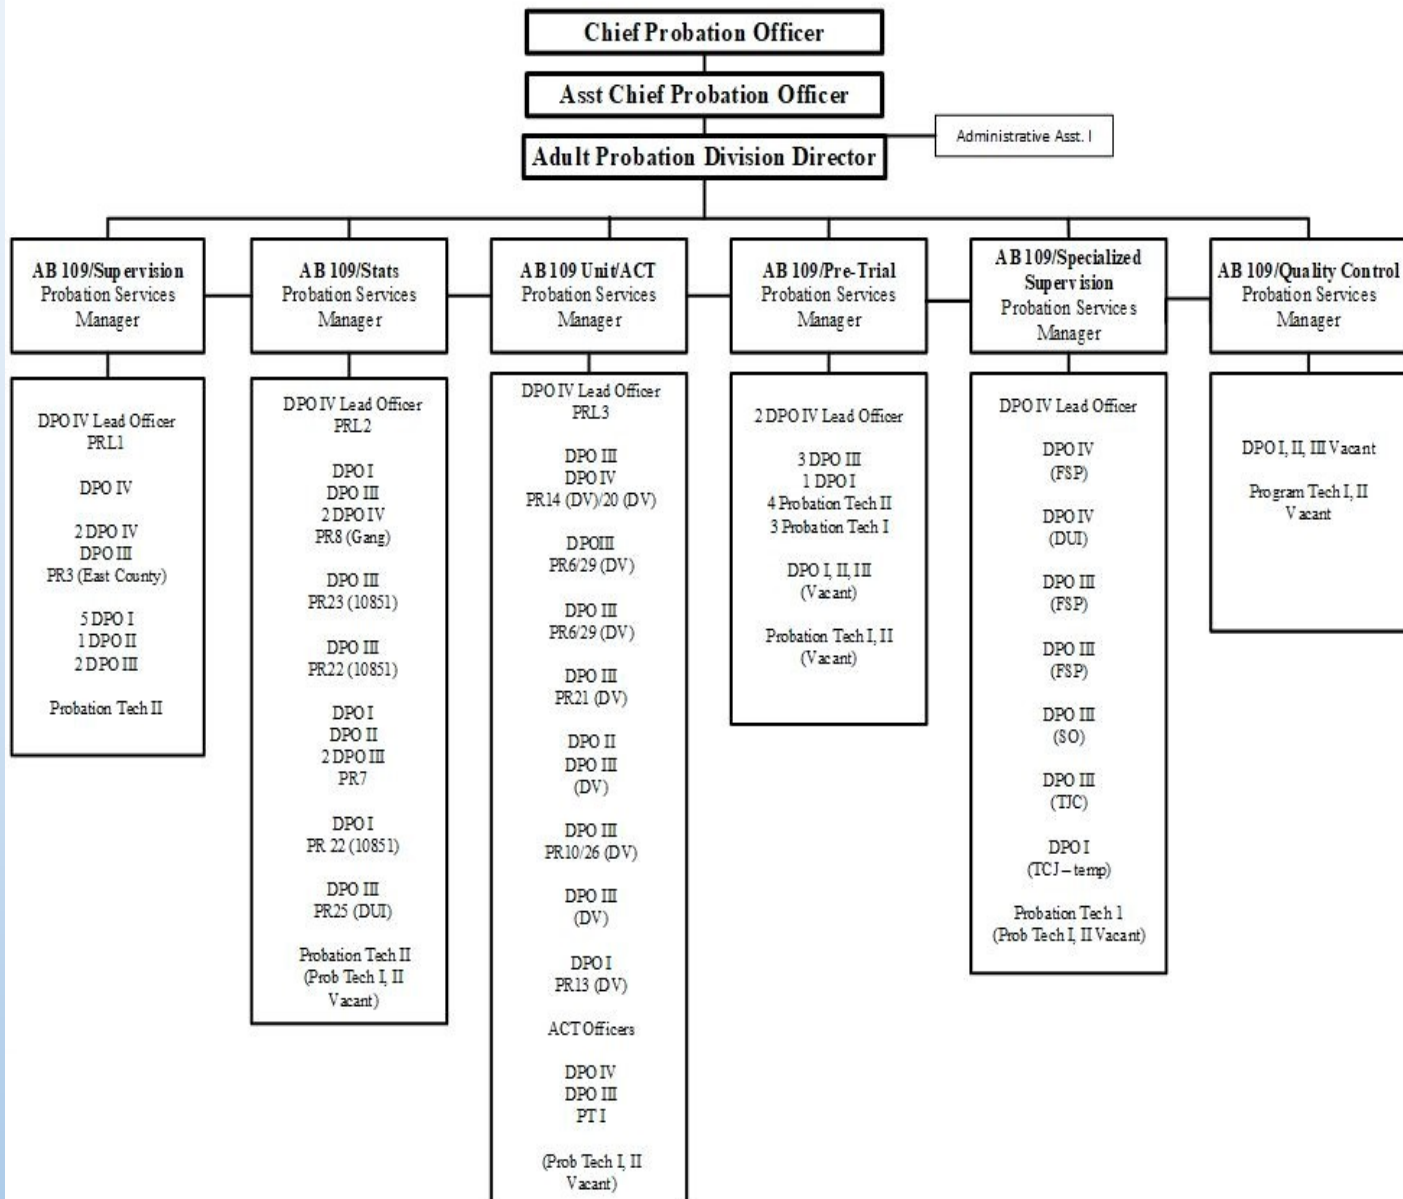 Chief Probation Officer
Asst Chief Probation Officer
Adult Probation Division Director
Administrative Asst. I
AB 109/Supervision
Probation Services
Manager
DPO IV Lead Officer
PRL1
DPO IV
2 DPO IV
DPO III
PR3 (East County)
5 DPO I
1 DPO II
2 DPO III
Probation Tech II
AB 109/Stats
Probation Services
Manager
DPO IV Lead Officer
PRL2
DPO I
DPO III
2 DPO IV
PR8 (Gang)
DPO III
PR23 (10851)
DPO III
PR22 (10851)
DPO I
DPO II
2 DPO III
PR7
DPO I
PR 22 (10851)
DPO III
PR25 (DUI)
Probation Tech II
(Prob Tech I, II
Vacant)
AB 109 Unit/ACT
Probation Services
Manager
DPO IV Lead Officer
PRL3
DPO III
DPO IV
PR14 (DV)/20 (DV)
DPOIII
PR6/29 (DV)
DPO III
PR6/29 (DV)
DPO III
PR21 (DV)
DPO II
DPO III
(DV)
DPO III
PR10/26 (DV)
DPO III
(DV)
DPO I
PR13 (DV)
ACT Officers
DPO IV
DPO III
PT I
(Prob Tech I, II
Vacant)
AB 109/Pre-Trial
Probation Services
Manager
2 DPO IV Lead Officer
3 DPO III
1 DPO I
4 Probation Tech II
3 Probation Tech I
DPO I, II, III
(Vacant)
Probation Tech I, II
(Vacant)
AB 109/Specialized
Supervision
Probation Services
Manager
DPO IV Lead Officer
DPO IV
(FSP)
DPO IV
(DUI)
DPO III
(FSP)
DPO III
(FSP)
DPO III
(SO)
DPO III
(TJC)
DPO I
(TCJ – temp)
Probation Tech 1
(Prob Tech I, II Vacant)
AB 109/Quality Control
Probation Services
Manager
DPO I, II, III Vacant
Program Tech I, II
Vacant